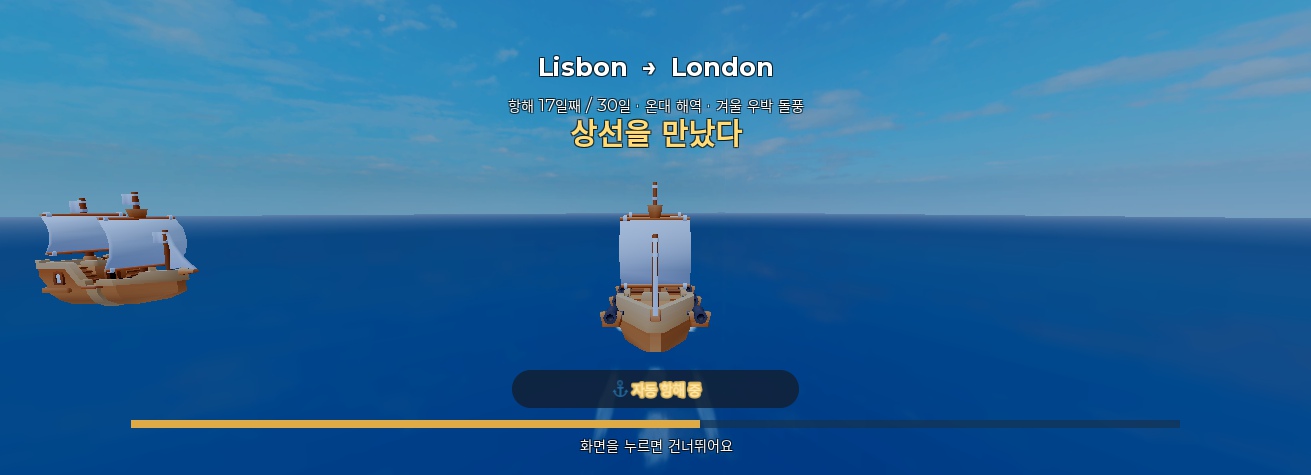 Lisbon → London
항해 17일째 / 30일 · 온대 해역 · 겨울 우박 돌풍
상선을 만났다
⚓ 자동 항해 중
화면을 누르면 건너뛰어요